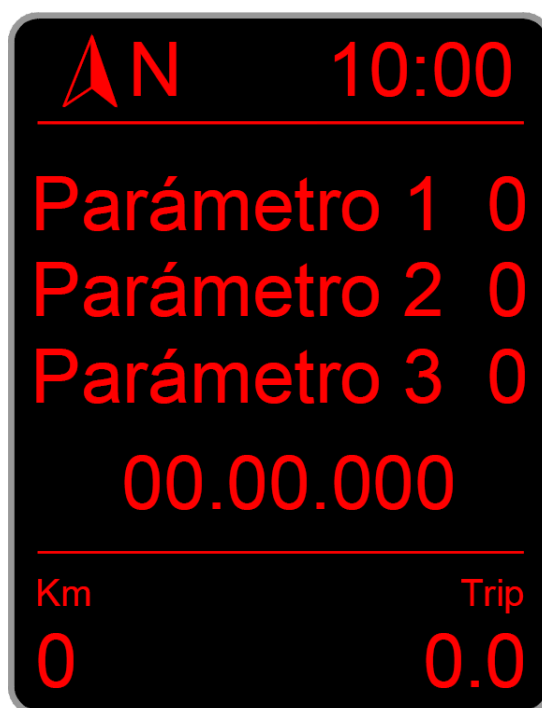 N 10:00
Parámetro 1 0
Parámetro 2 0
Parámetro 3 0
00.00.000
Km Trip
0 0.0